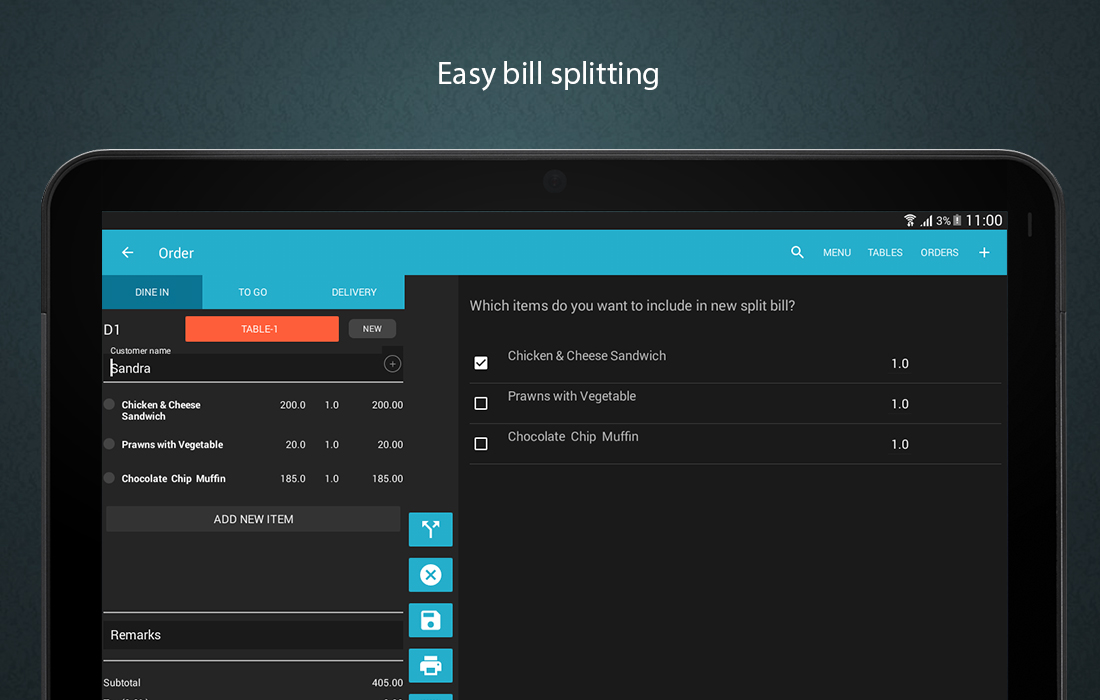 Easy bill splitting
3% 11:00
Order
MENU TABLES ORDERS +
DINE IN TO GO DELIVERY
D1 TABLE-1 NEW
Customer name
Sandra
Chicken & Cheese
Sandwich 200.0 1.0 200.00
Prawns with Vegetable 20.0 1.0 20.00
Chocolate Chip Muffin 185.0 1.0 185.00
ADD NEW ITEM
Remarks
Subtotal 405.00
Which items do you want to include in new split bill?
Chicken & Cheese Sandwich 1.0
Prawns with Vegetable 1.0
Chocolate Chip Muffin 1.0